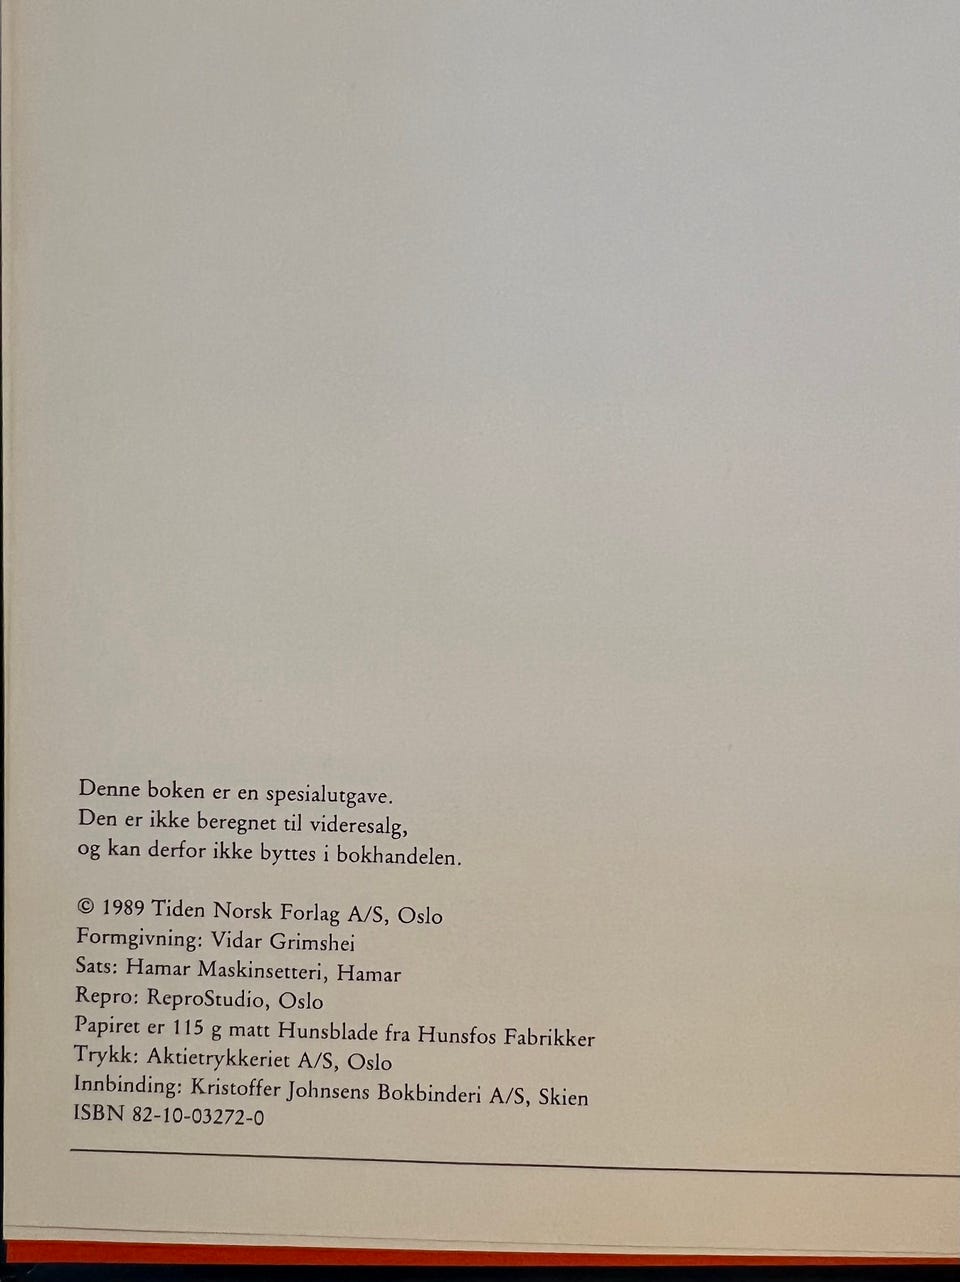 Denne boken er en spesialutgave.
Den er ikke beregnet til videresalg,
og kan derfor ikke byttes i bokhandelen.
© 1989 Tiden Norsk Forlag A/S, Oslo
Formgivning: Vidar Grimshei
Sats: Hamar Maskinsetteri, Hamar
Repro: ReproStudio, Oslo
Papiret er 115 g matt Hunsblade fra Hunsfos Fabrikker
Trykk: Aktietrykkeriet A/S, Oslo
Innbinding: Kristoffer Johnsens Bokbinderi A/S, Skien
ISBN 82-10-03272-0